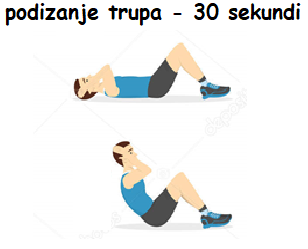 podizanje trupa - 30 sekundi